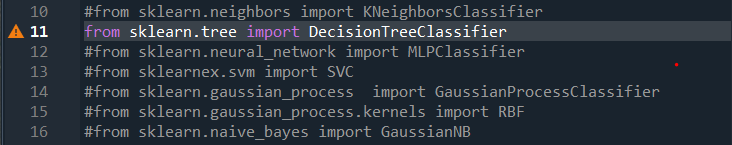 10 #from sklearn.neighbors import KNeighborsClassifier
11 from sklearn.tree import DecisionTreeClassifier
12 #from sklearn.neural_network import MLPClassifier
13 #from sklearnex.svm import SVC
14 #from sklearn.gaussian_process  import GaussianProcessClassifier
15 #from sklearn.gaussian_process.kernels import RBF
16 #from sklearn.naive_bayes import GaussianNB